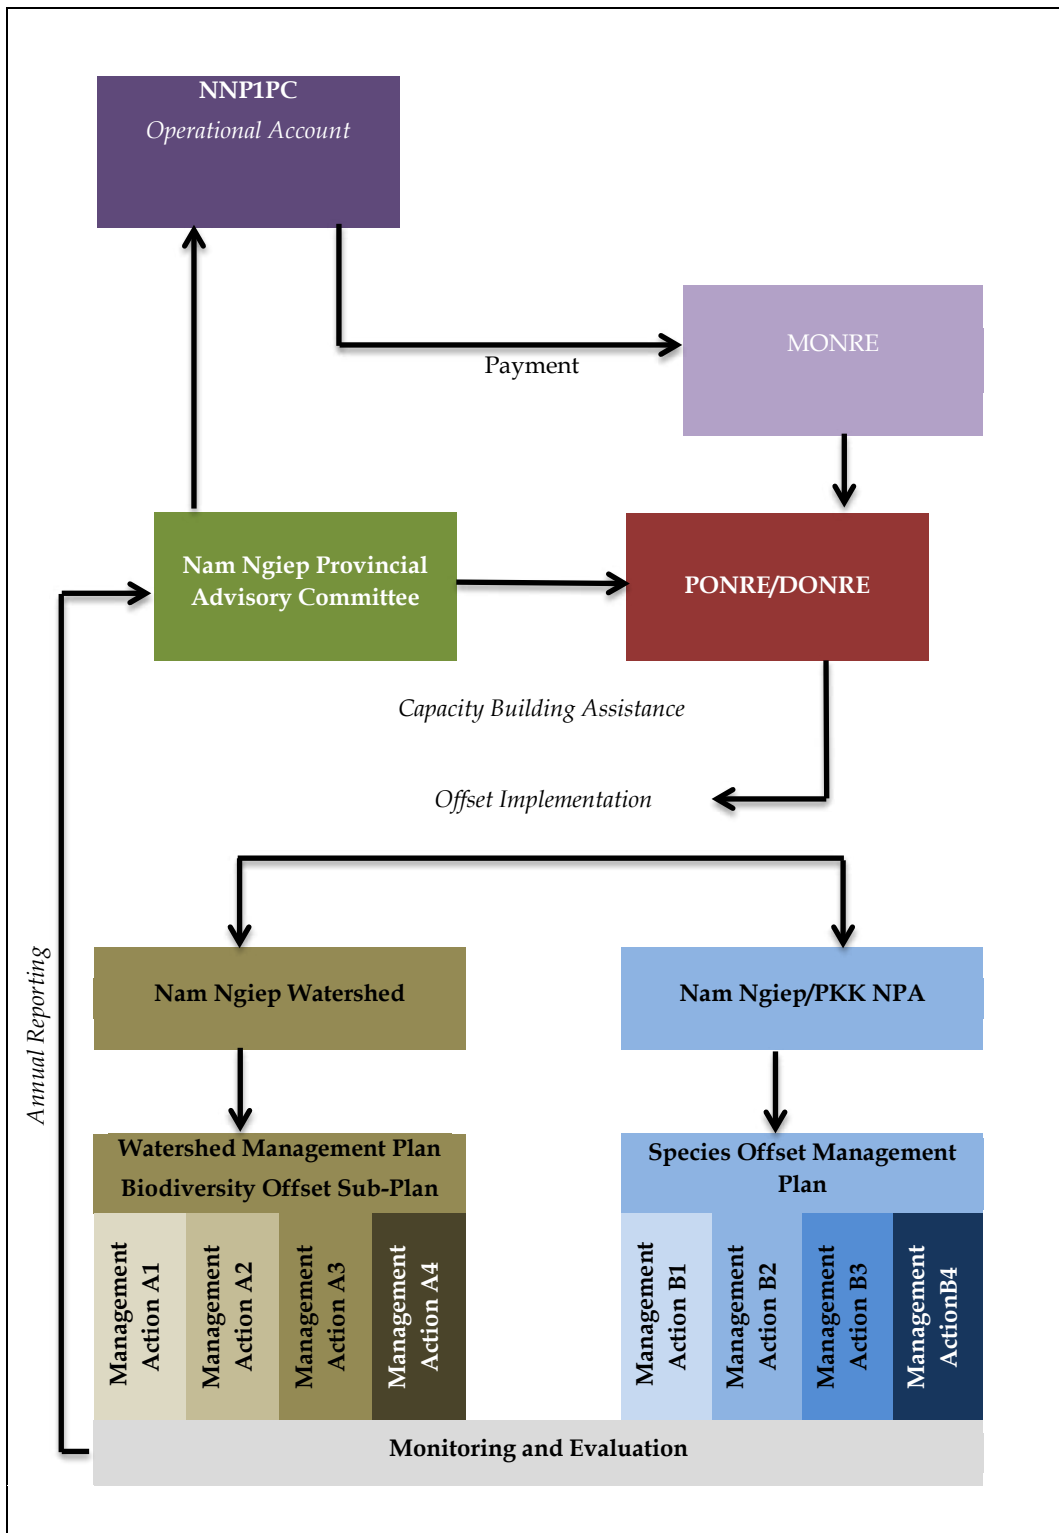 NNP1PC
Operational Account
MONRE
Payment
Nam Ngiep Provincial
Advisory Committee
PONRE/DONRE
Capacity Building Assistance
Offset Implementation
Annual Reporting
Nam Ngiep Watershed
Nam Ngiep/PKK NPA
Watershed Management Plan
Biodiversity Offset Sub-Plan
Species Offset Management
Plan
Management
Action A1
Management
Action A2
Management
Action A3
Management
Action A4
Management
Action B1
Management
Action B2
Management
Action B3
Management
ActionB4
Monitoring and Evaluation